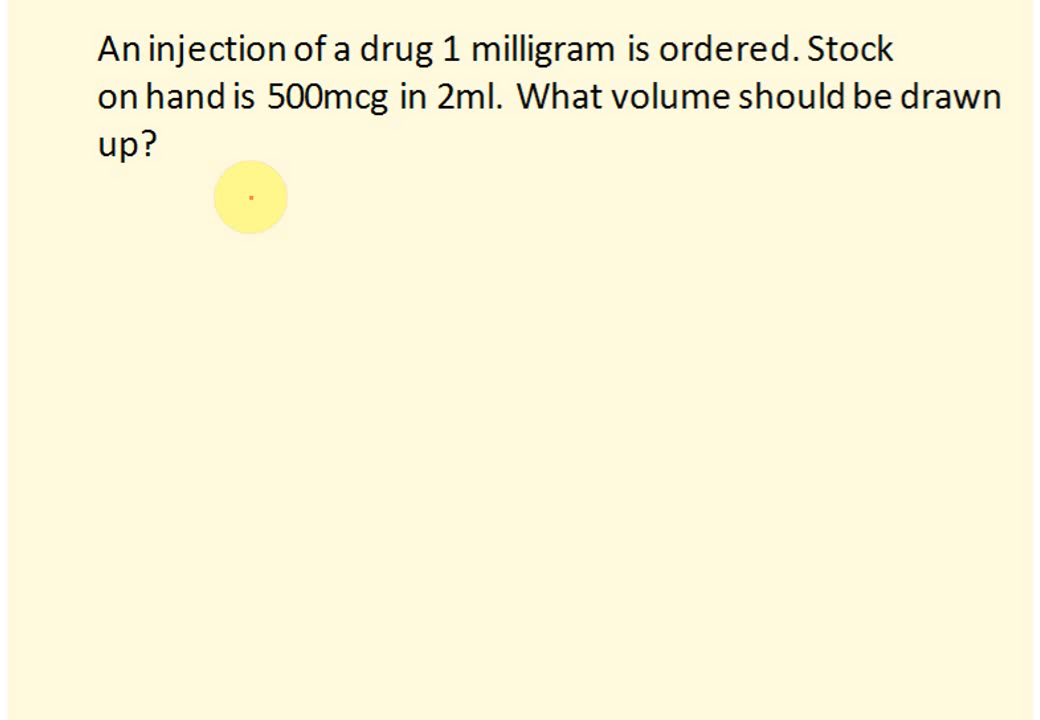 An injection of a drug 1 milligram is ordered. Stock
on hand is 500mcg in 2ml. What volume should be drawn
up?